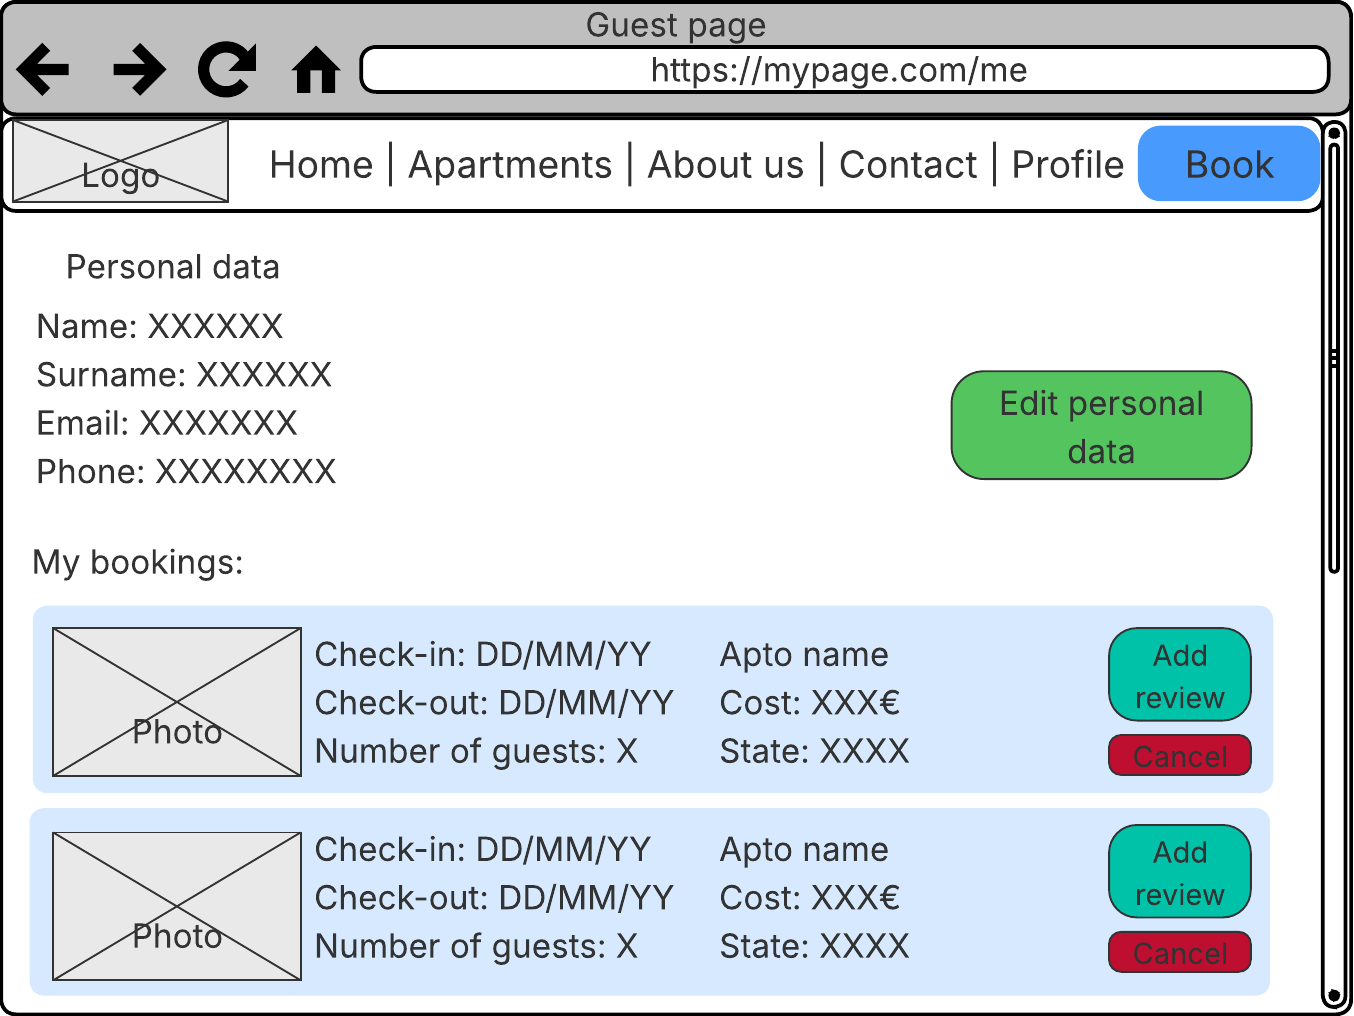 Guest page
https://mypage.com/me
Logo
Home | Apartments | About us | Contact | Profile
Book
Personal data
Name: XXXXXX
Surname: XXXXXX
Email: XXXXXXX
Phone: XXXXXXXX
Edit personal
data
My bookings:
Photo
Check-in: DD/MM/YY
Check-out: DD/MM/YY
Number of guests: X
Apto name
Cost: XXX€
State: XXXX
Add
review
Cancel
Photo
Check-in: DD/MM/YY
Check-out: DD/MM/YY
Number of guests: X
Apto name
Cost: XXX€
State: XXXX
Add
review
Cancel